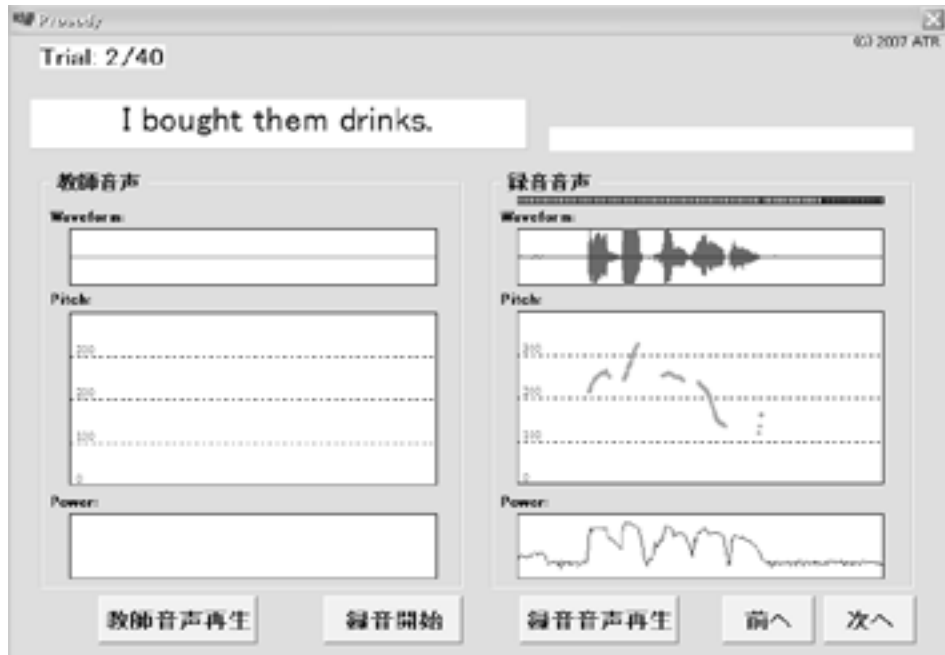 Prosody
(C) 2007 ATR
Trial: 2/40
I bought them drinks.
教師音声
録音音声
Waveform:
Waveform:
Pitch:
Pitch:
300
200
100
0
300
200
100
0
Power:
Power:
教師音声再生
録音開始
録音音声再生
前へ
次へ